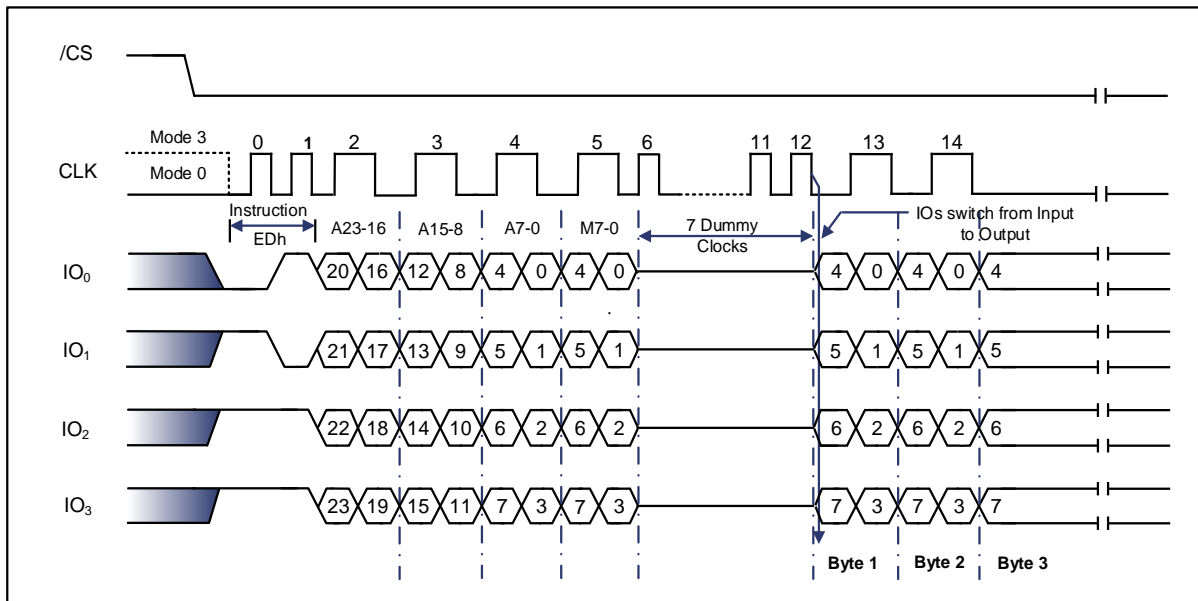 /CS
Mode 3
Mode 0
CLK
0 1 2 3 4 5 6 11 12 13 14
Instruction
EDh
A23-16 A15-8 A7-0 M7-0
7 Dummy
Clocks
IOs switch from Input
to Output
IO0 20 16 12 8 4 0 4 0 4 0 4 0 4
IO1 21 17 13 9 5 1 5 1 5 1 5 1 5
IO2 22 18 14 10 6 2 6 2 6 2 6 2 6
IO3 23 19 15 11 7 3 7 3 7 3 7 3 7
Byte 1 Byte 2 Byte 3